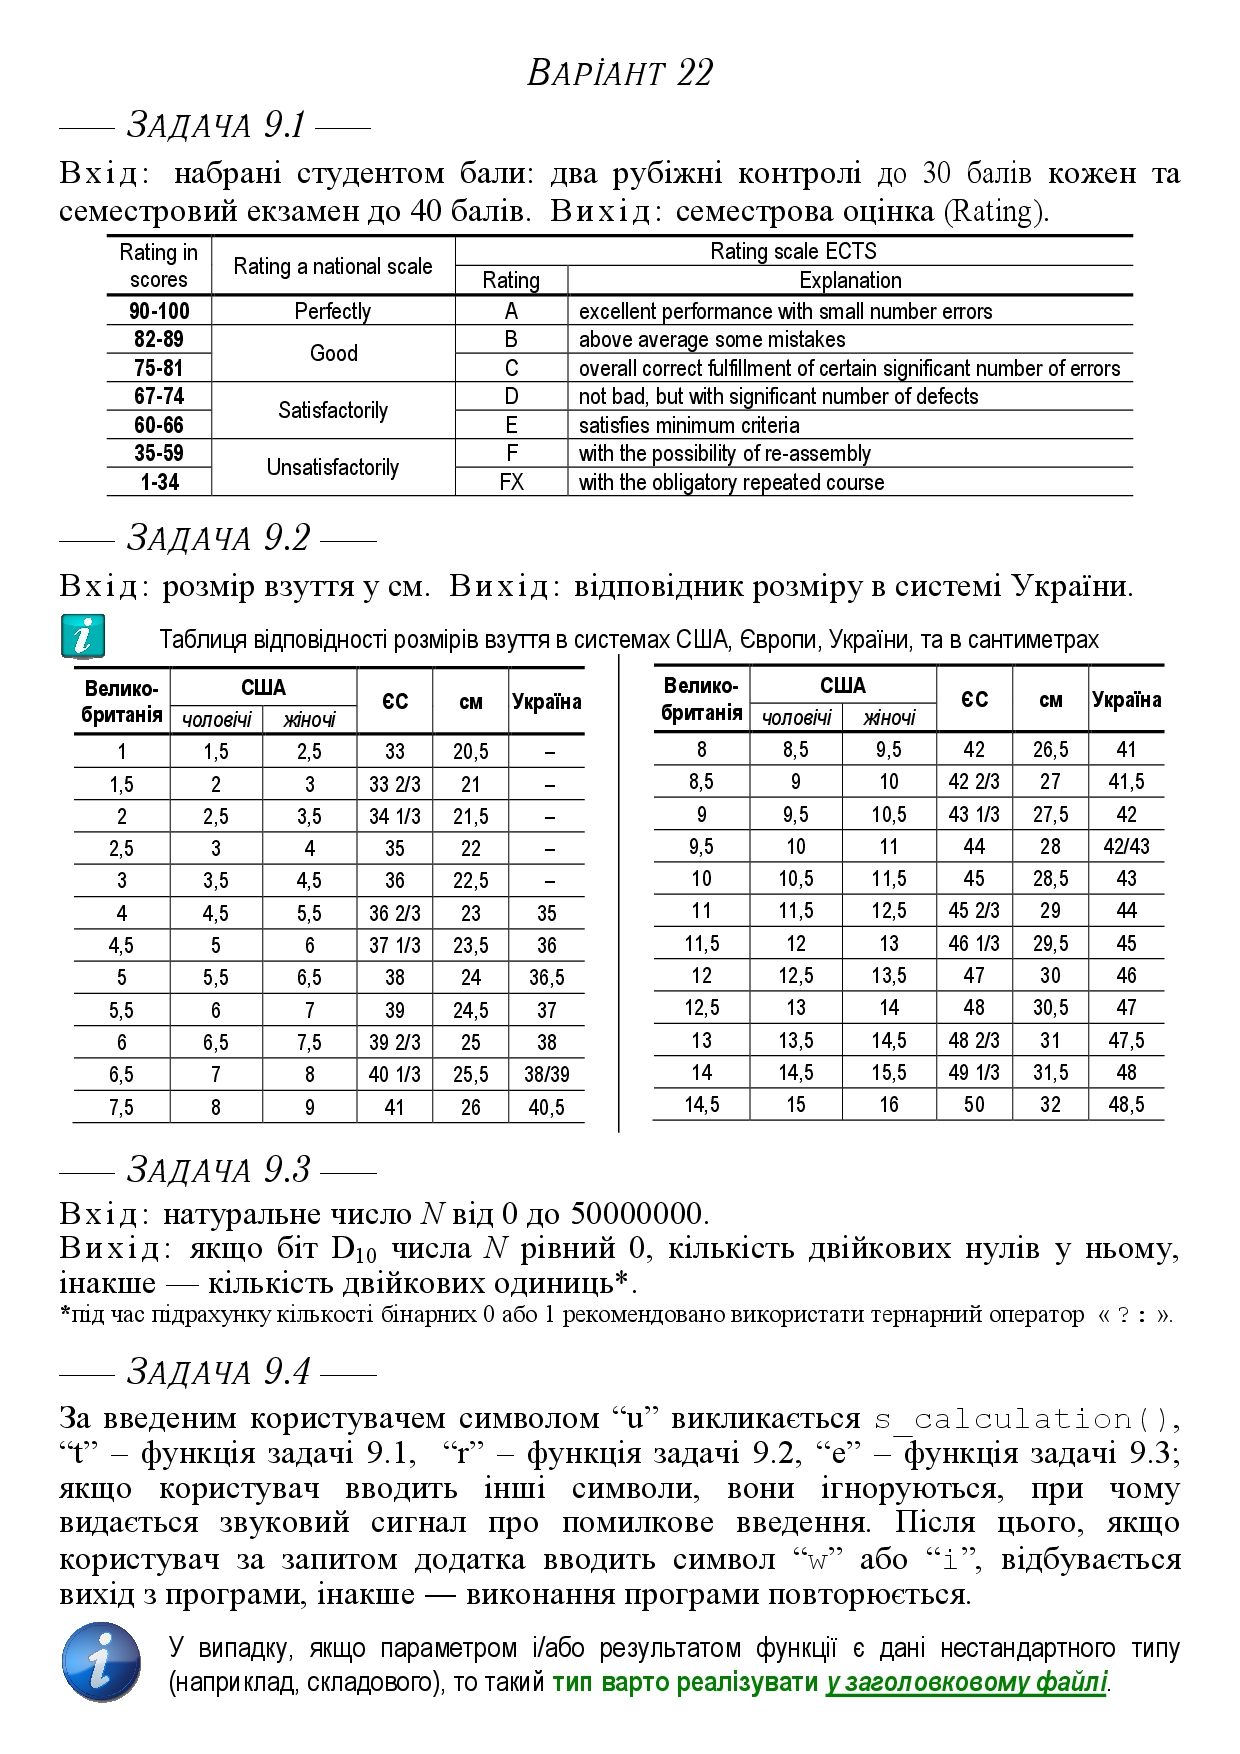 ВАРІАНТ 22
—— ЗАДАЧА 9.1 ——
Вхід: набрані студентом бали: два рубіжні контролі до 30 балів кожен та
семестровий екзамен до 40 балів. Вихід: семестрова оцінка (Rating).
Rating in scores | Rating a national scale | Rating scale ECTS
Rating | Explanation
90-100 | Perfectly | A | excellent performance with small number errors
82-89 | Good | B | above average some mistakes
75-81 | C | overall correct fulfillment of certain significant number of errors
67-74 | Satisfactorily | D | not bad, but with significant number of defects
60-66 | E | satisfies minimum criteria
35-59 | Unsatisfactorily | F | with the possibility of re-assembly
1-34 | FX | with the obligatory repeated course
—— ЗАДАЧА 9.2 ——
Вхід: розмір взуття у см. Вихід: відповідник розміру в системі України.
Таблиця відповідності розмірів взуття в системах США, Європи, України, та в сантиметрах
Велико-британія | США | ЄС | см | Україна
чоловічі | жіночі
1 | 1,5 | 2,5 | 33 | 20,5 | –
1,5 | 2 | 3 | 33 2/3 | 21 | –
2 | 2,5 | 3,5 | 34 1/3 | 21,5 | –
2,5 | 3 | 4 | 35 | 22 | –
3 | 3,5 | 4,5 | 36 | 22,5 | –
4 | 4,5 | 5,5 | 36 2/3 | 23 | 35
4,5 | 5 | 6 | 37 1/3 | 23,5 | 36
5 | 5,5 | 6,5 | 38 | 24 | 36,5
5,5 | 6 | 7 | 39 | 24,5 | 37
6 | 6,5 | 7,5 | 39 2/3 | 25 | 38
6,5 | 7 | 8 | 40 1/3 | 25,5 | 38/39
7,5 | 8 | 9 | 41 | 26 | 40,5
Велико-британія | США | ЄС | см | Україна
чоловічі | жіночі
8 | 8,5 | 9,5 | 42 | 26,5 | 41
8,5 | 9 | 10 | 42 2/3 | 27 | 41,5
9 | 9,5 | 10,5 | 43 1/3 | 27,5 | 42
9,5 | 10 | 11 | 44 | 28 | 42/43
10 | 10,5 | 11,5 | 45 | 28,5 | 43
11 | 11,5 | 12,5 | 45 2/3 | 29 | 44
11,5 | 12 | 13 | 46 1/3 | 29,5 | 45
12 | 12,5 | 13,5 | 47 | 30 | 46
12,5 | 13 | 14 | 48 | 30,5 | 47
13 | 13,5 | 14,5 | 48 2/3 | 31 | 47,5
14 | 14,5 | 15,5 | 49 1/3 | 31,5 | 48
14,5 | 15 | 16 | 50 | 32 | 48,5
—— ЗАДАЧА 9.3 ——
Вхід: натуральне число N від 0 до 50000000.
Вихід: якщо біт D10 числа N рівний 0, кількість двійкових нулів у ньому,
інакше — кількість двійкових одиниць*.
*під час підрахунку кількості бінарних 0 або 1 рекомендовано використати тернарний оператор « ? : ».
—— ЗАДАЧА 9.4 ——
За введеним користувачем символом “u” викликається s_calculation(),
“t” – функція задачі 9.1, “r” – функція задачі 9.2, “e” – функція задачі 9.3;
якщо користувач вводить інші символи, вони ігноруються, при чому
видається звуковий сигнал про помилкове введення. Після цього, якщо
користувач за запитом додатка вводить символ “w” або “i”, відбувається
вихід з програми, інакше — виконання програми повторюється.
У випадку, якщо параметром і/або результатом функції є дані нестандартного типу
(наприклад, складового), то такий тип варто реалізувати у заголовковому файлі.